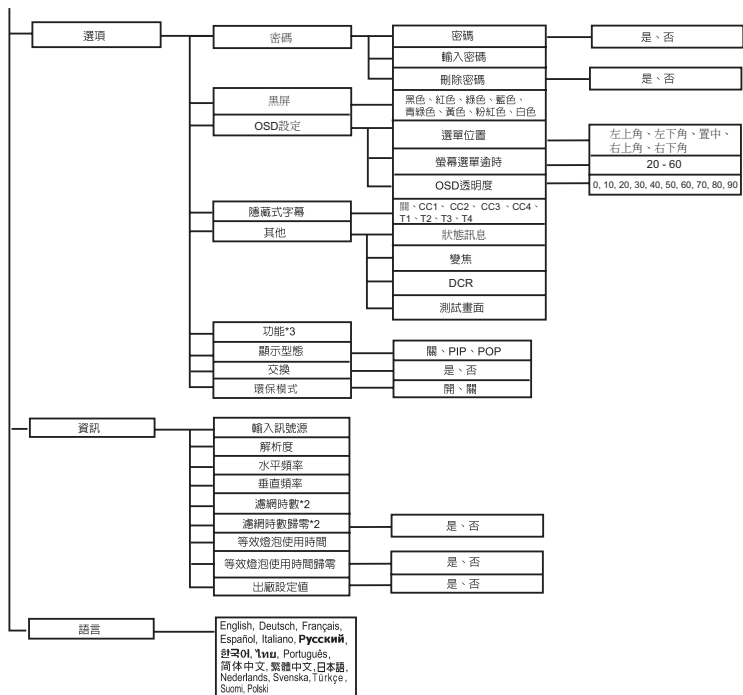 選項
密碼
密碼
是、否
輸入密碼
刪除密碼
是、否
黑屏
黑色、紅色、綠色、藍色、
青綠色、黃色、粉紅色、白色
OSD設定
選單位置
左上角、左下角、置中、
右上角、右下角
螢幕選單逾時
20 - 60
OSD透明度
0, 10, 20, 30, 40, 50, 60, 70, 80, 90
隱藏式字幕
關、CC1、CC2、CC3、CC4、
T1、T2、T3、T4
其他
狀態訊息
變焦
DCR
測試畫面
功能*3
顯示型態
關、PIP、POP
交換
是、否
環保模式
開、關
資訊
輸入訊號源
解析度
水平頻率
垂直頻率
濾網時數*2
濾網時數歸零*2
是、否
等效燈泡使用時間
等效燈泡使用時間歸零
是、否
出廠設定值
是、否
語言
English, Deutsch, Français,
Español, Italiano, Русский,
한국어, ไทย, Português,
简体中文, 繁體中文, 日本語,
Nederlands, Svenska, Türkçe,
Suomi, Polski